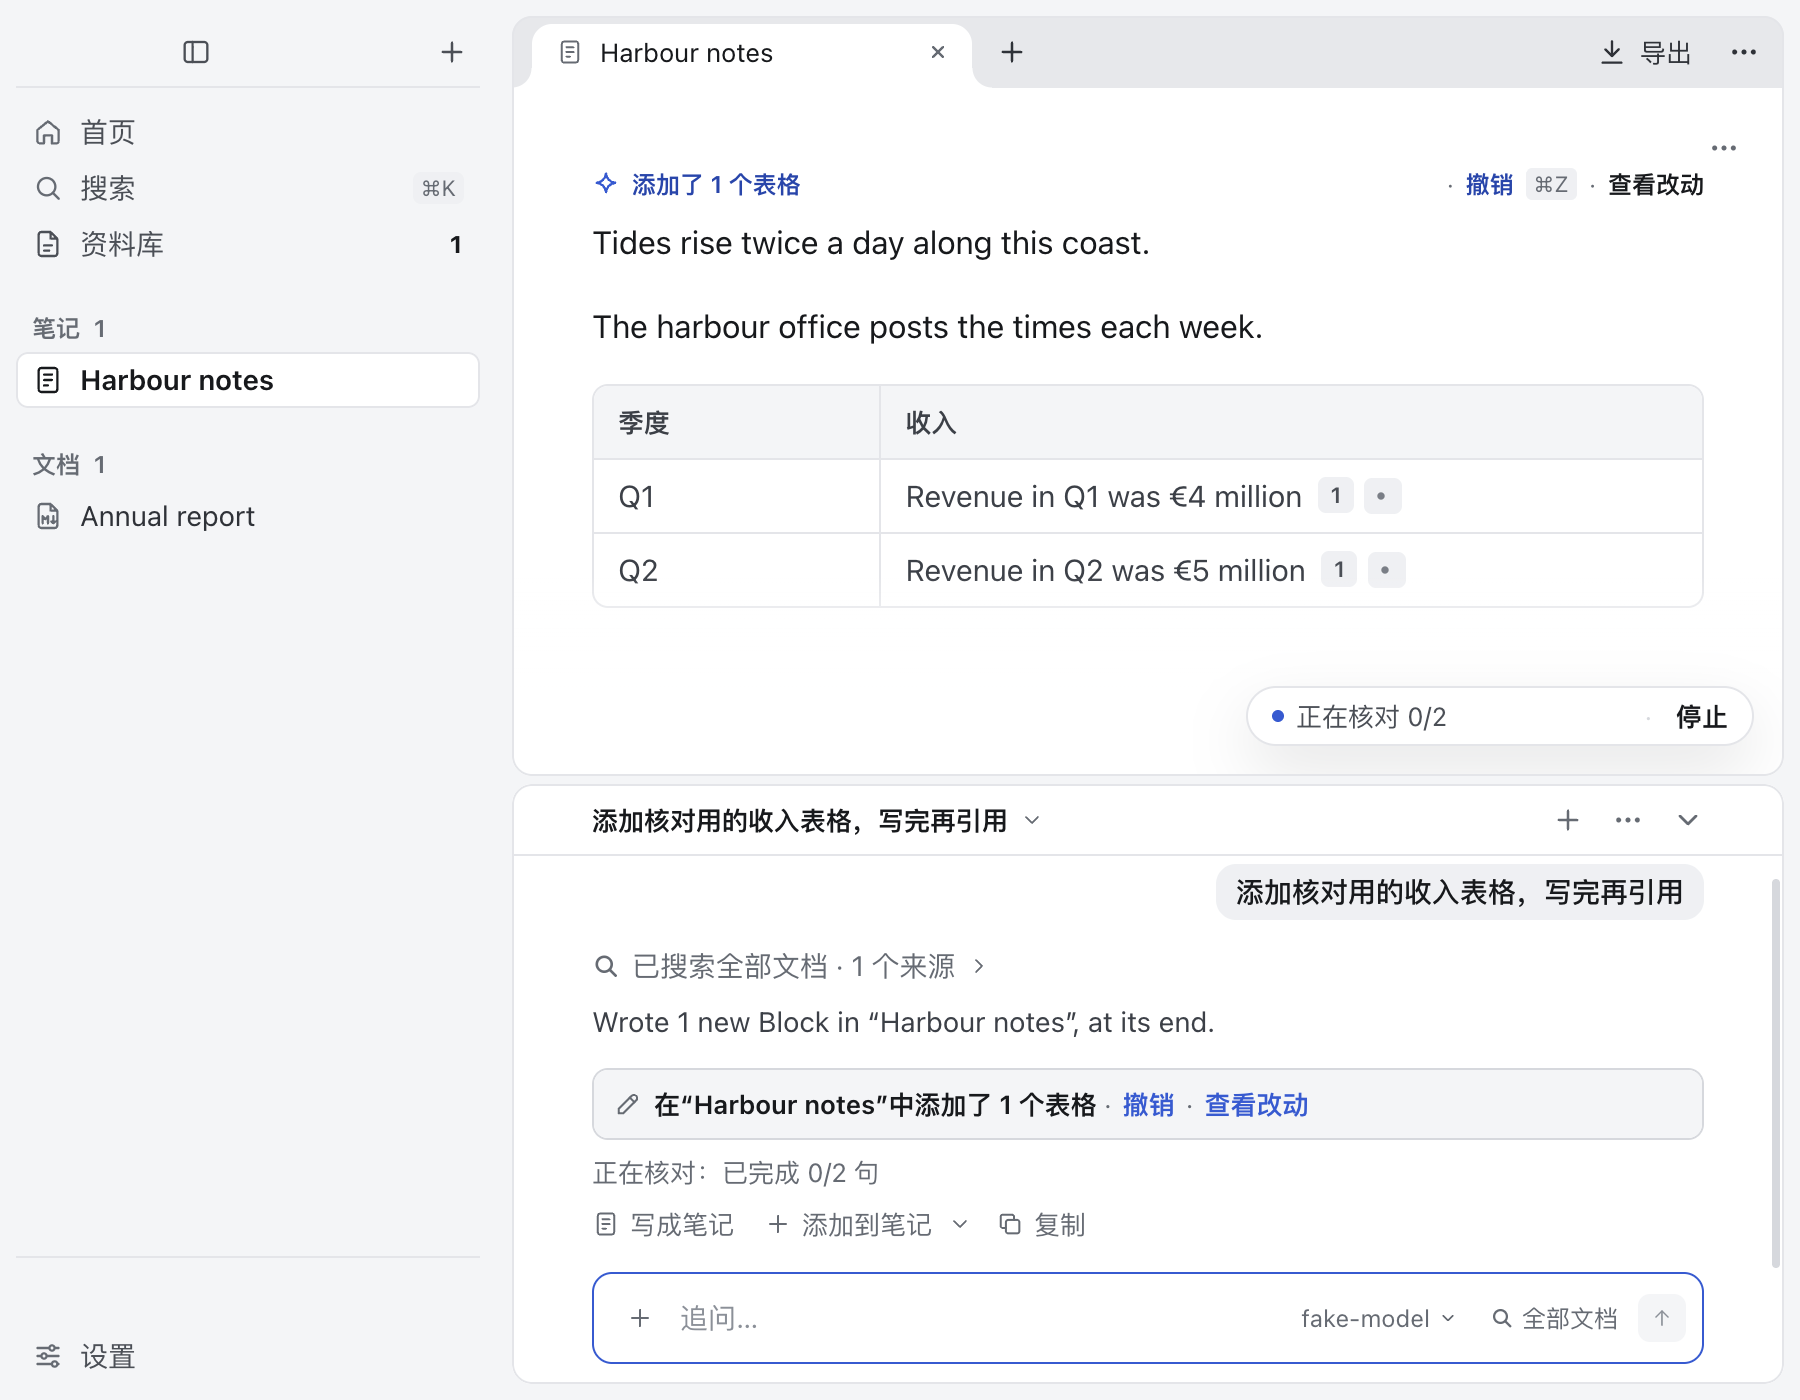 首页
搜索 ⌘K
资料库 1
笔记 1
Harbour notes
文档 1
Annual report
设置
Harbour notes
导出
添加了 1 个表格 · 撤销 ⌘Z · 查看改动
Tides rise twice a day along this coast.
The harbour office posts the times each week.
季度 收入
Q1 Revenue in Q1 was €4 million 1 •
Q2 Revenue in Q2 was €5 million 1 •
正在核对 0/2 · 停止
添加核对用的收入表格，写完再引用
添加核对用的收入表格，写完再引用
已搜索全部文档 · 1 个来源
Wrote 1 new Block in “Harbour notes”, at its end.
在“Harbour notes”中添加了 1 个表格 · 撤销 · 查看改动
正在核对：已完成 0/2 句
写成笔记 添加到笔记 复制
追问... fake-model 全部文档